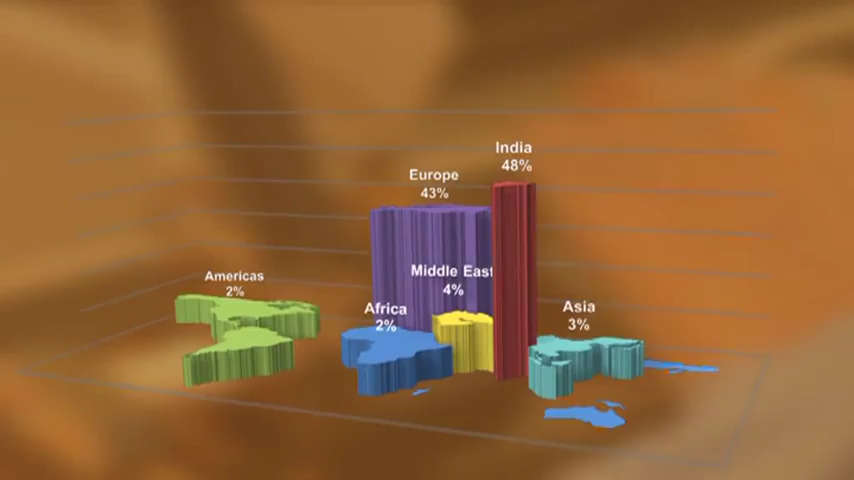 India
48%
Europe
43%
Middle East
4%
Americas
2%
Africa
2%
Asia
3%